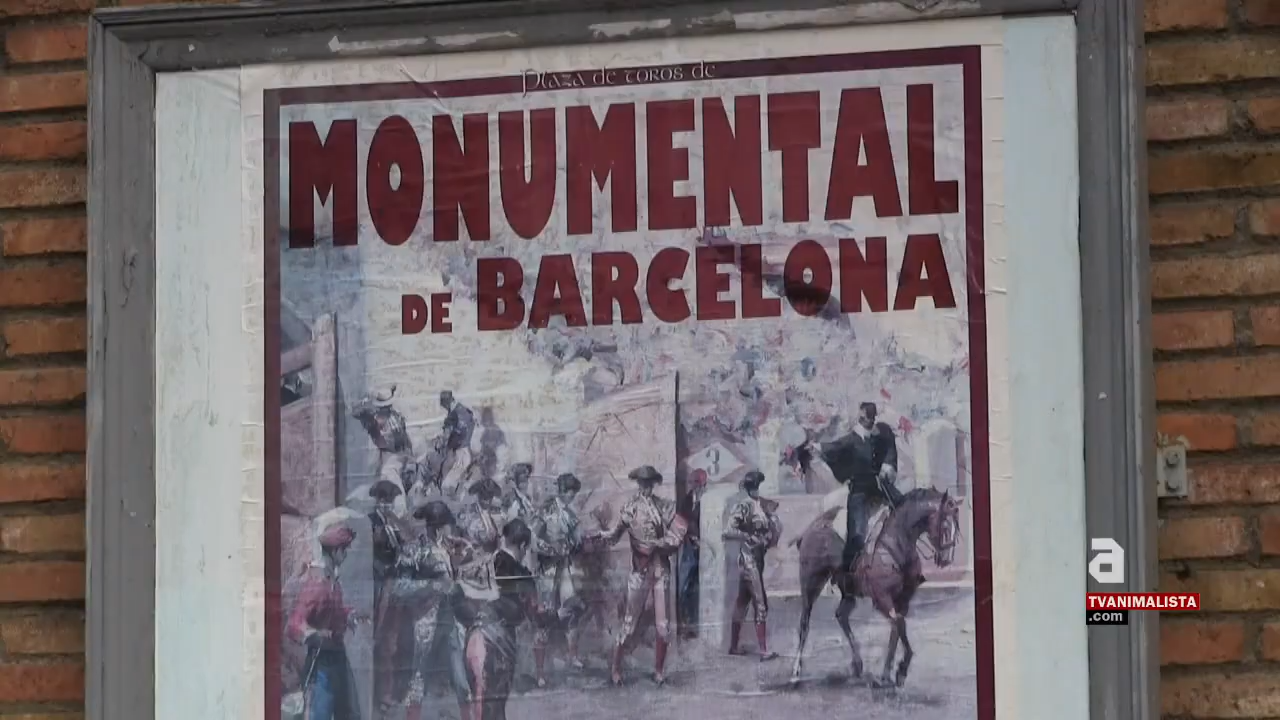 Plaza de toros de
MONUMENTAL
DE BARCELONA
3
a
TVANIMALISTA
.com